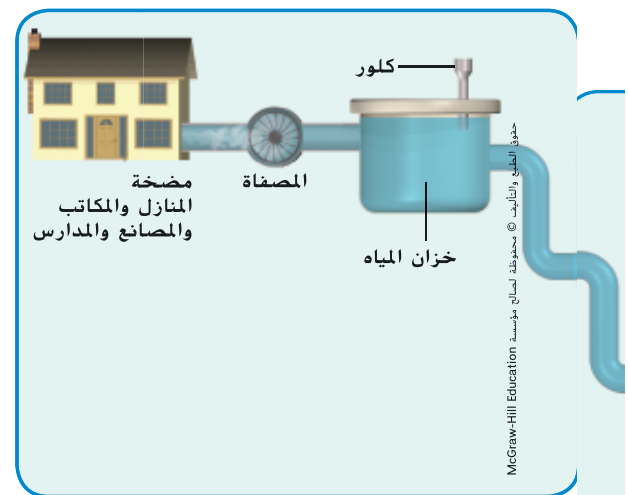 كلور
المصفاة
مضخة
المنازل والمكاتب
والمصانع والمدارس
خزان المياه
حقوق الطبع والتأليف © محفوظة لصالح مؤسسة McGraw-Hill Education